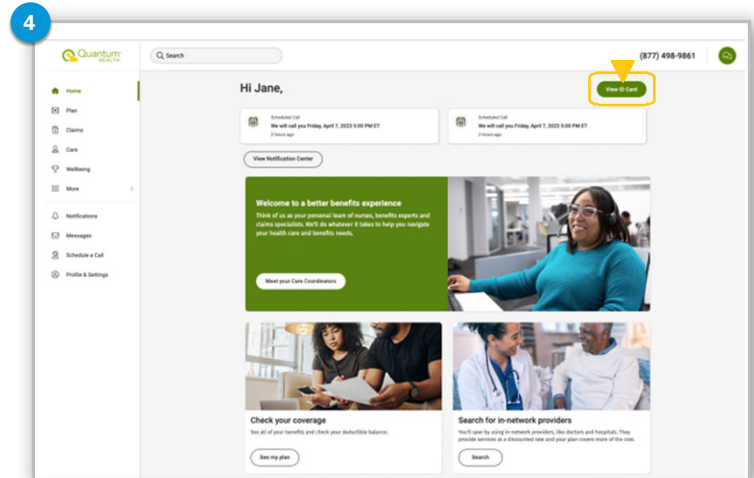 4
Quantum
HEALTH
Search
(877) 498-9861
Home
Plan
Claims
Care
Wellbeing
More
Notifications
Messages
Schedule a Call
Profile & Settings
Hi Jane,
View ID Card
Scheduled Call
We will call you Friday, April 7, 2023 5:00 PM ET
2 hours ago
Scheduled Call
We will call you Friday, April 7, 2023 5:00 PM ET
2 hours ago
View Notification Center
Welcome to a better benefits experience
Think of us as your personal team of nurses, benefits experts and
claims specialists. We'll do whatever it takes to help you navigate
your health care and benefits needs.
Meet your Care Coordinators
Check your coverage
See all of your benefits and check your deductible balance.
See my plan
Search for in-network providers
You'll save by using in-network providers, like doctors and hospitals. They
provide services at a discounted rate and your plan covers more of the cost.
Search